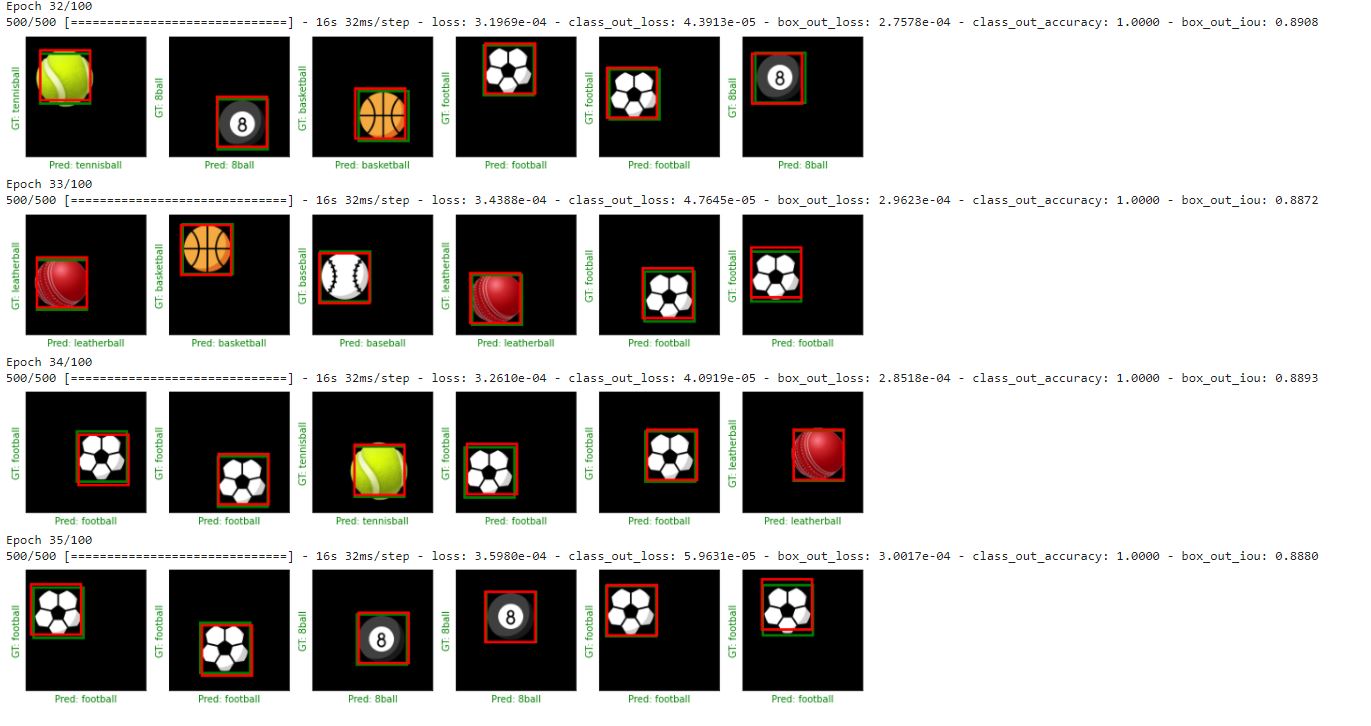 Epoch 32/100
500/500 [==============================] - 16s 32ms/step - loss: 3.1969e-04 - class_out_loss: 4.3913e-05 - box_out_loss: 2.7578e-04 - class_out_accuracy: 1.0000 - box_out_iou: 0.8908
GT: tennisball GT: 8ball GT: basketball GT: football GT: football GT: 8ball
8 8
Pred: tennisball Pred: 8ball Pred: basketball Pred: football Pred: football Pred: 8ball
Epoch 33/100
500/500 [==============================] - 16s 32ms/step - loss: 3.4388e-04 - class_out_loss: 4.7645e-05 - box_out_loss: 2.9623e-04 - class_out_accuracy: 1.0000 - box_out_iou: 0.8872
GT: leatherball GT: basketball GT: baseball GT: leatherball GT: football GT: football
Pred: leatherball Pred: basketball Pred: baseball Pred: leatherball Pred: football Pred: football
Epoch 34/100
500/500 [==============================] - 16s 32ms/step - loss: 3.2610e-04 - class_out_loss: 4.0919e-05 - box_out_loss: 2.8518e-04 - class_out_accuracy: 1.0000 - box_out_iou: 0.8893
GT: football GT: football GT: tennisball GT: football GT: football GT: leatherball
Pred: football Pred: football Pred: tennisball Pred: football Pred: football Pred: leatherball
Epoch 35/100
500/500 [==============================] - 16s 32ms/step - loss: 3.5980e-04 - class_out_loss: 5.9631e-05 - box_out_loss: 3.0017e-04 - class_out_accuracy: 1.0000 - box_out_iou: 0.8880
GT: football GT: football GT: 8ball GT: 8ball GT: football GT: football
8 8
Pred: football Pred: football Pred: 8ball Pred: 8ball Pred: football Pred: football